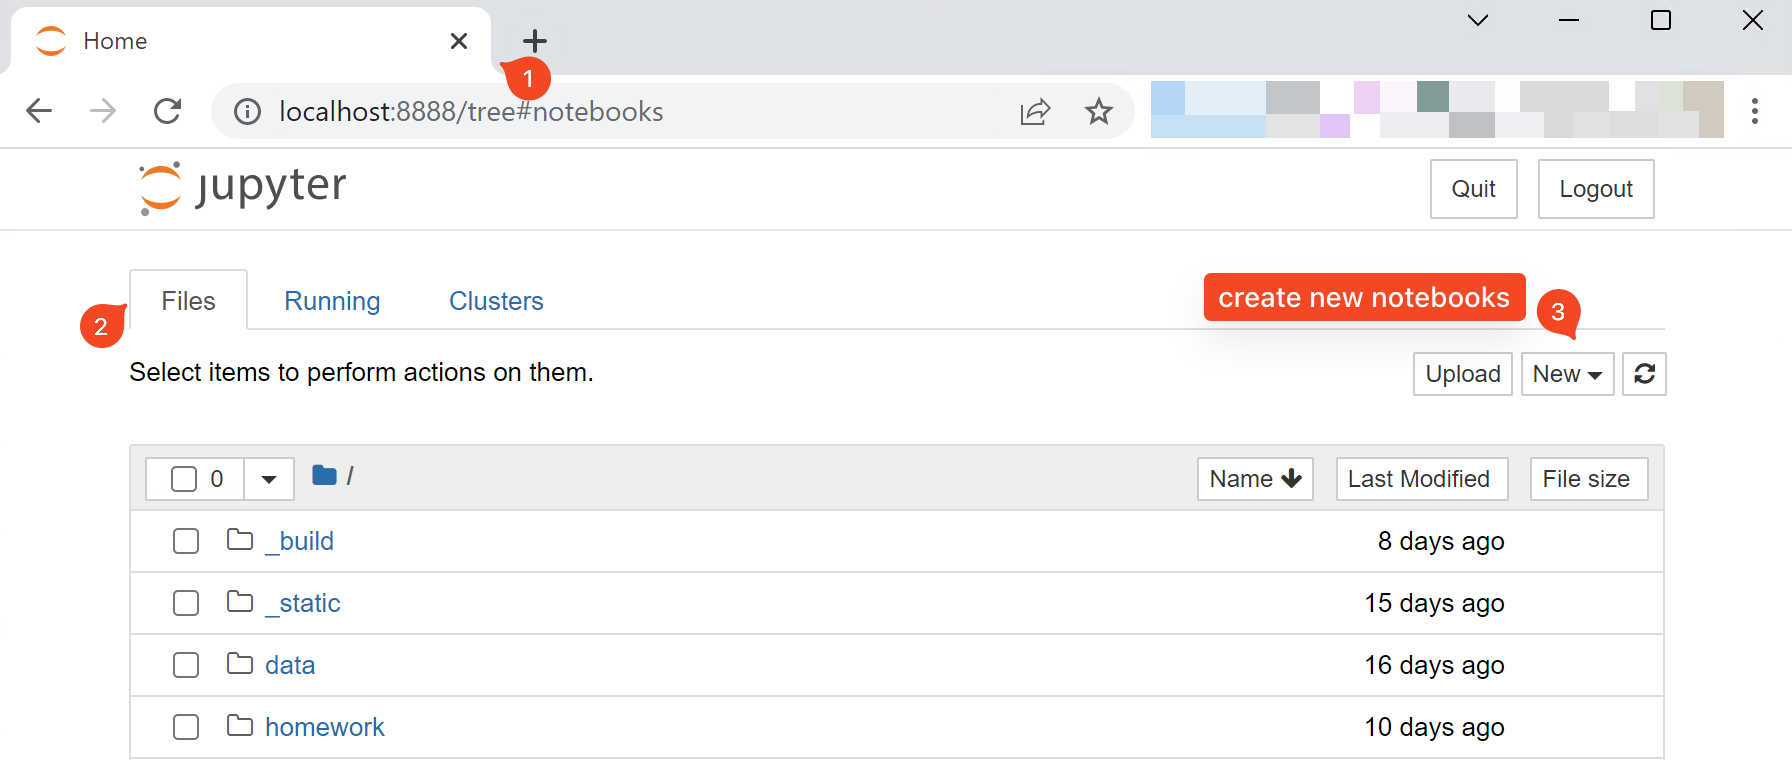 Home
1
localhost:8888/tree#notebooks
jupyter
Quit
Logout
Files
Running
Clusters
create new notebooks
3
2
Select items to perform actions on them.
Upload
New
0
/
Name
Last Modified
File size
_build
8 days ago
_static
15 days ago
data
16 days ago
homework
10 days ago